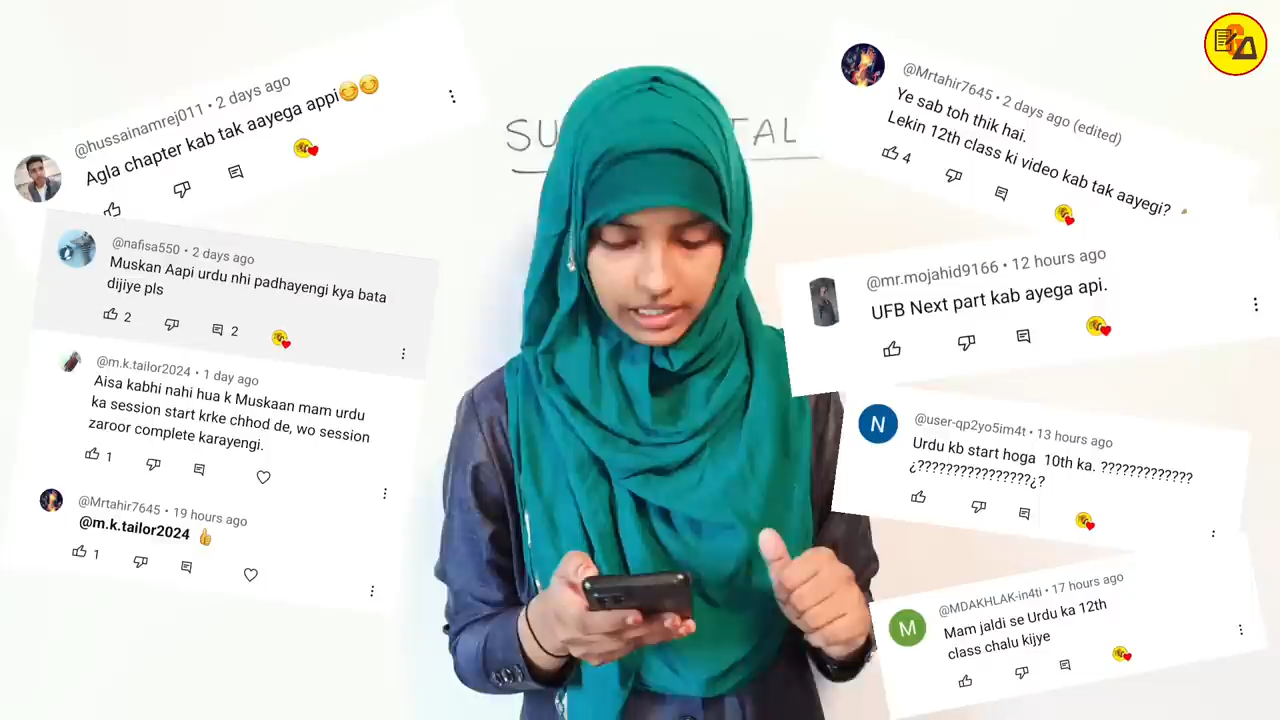 SU TAL
@hussainamrej011 • 2 days ago
Agla chapter kab tak aayega appi😊😊
@nafisa550 • 2 days ago
Muskan Aapi urdu nhi padhayengi kya bata
dijiye pls
2
2
@m.k.tailor2024 • 1 day ago
Aisa kabhi nahi hua k Muskaan mam urdu
ka session start krke chhod de, wo session
zaroor complete karayengi.
1
@Mrtahir7645 • 19 hours ago
@m.k.tailor2024 👍
1
@Mrtahir7645 • 2 days ago (edited)
Ye sab toh thik hai.
Lekin 12th class ki video kab tak aayegi?
4
@mr.mojahid9166 • 12 hours ago
UFB Next part kab ayega api.
N
@user-qp2yo5im4t • 13 hours ago
Urdu kb start hoga 10th ka. ?????????????
¿????????????????¿?
M
@MDAKHLAK-in4ti • 17 hours ago
Mam jaldi se Urdu ka 12th
class chalu kijye